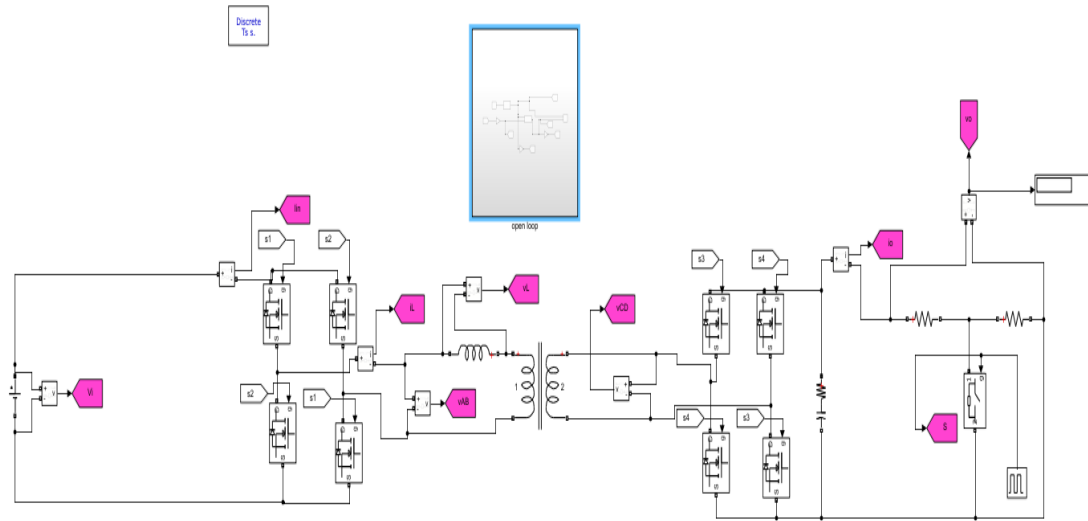 Discrete
Ts s.
open loop
vo
Iin
s1
s2
io
s3
s4
vL
iL
vCD
Vi
s2
s1
vAB
1
2
s4
s3
S